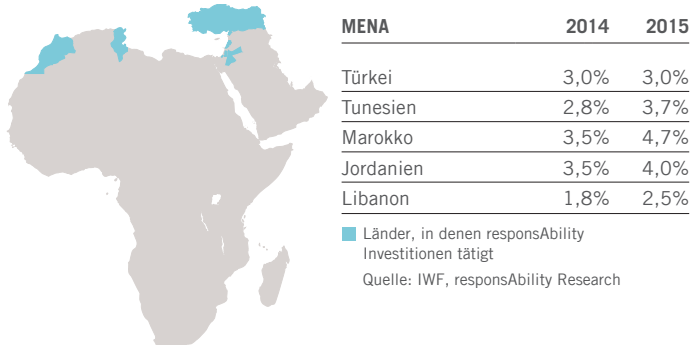 MENA 2014 2015
Türkei 3,0% 3,0%
Tunesien 2,8% 3,7%
Marokko 3,5% 4,7%
Jordanien 3,5% 4,0%
Libanon 1,8% 2,5%
Länder, in denen responsAbility
Investitionen tätigt
Quelle: IWF, responsAbility Research